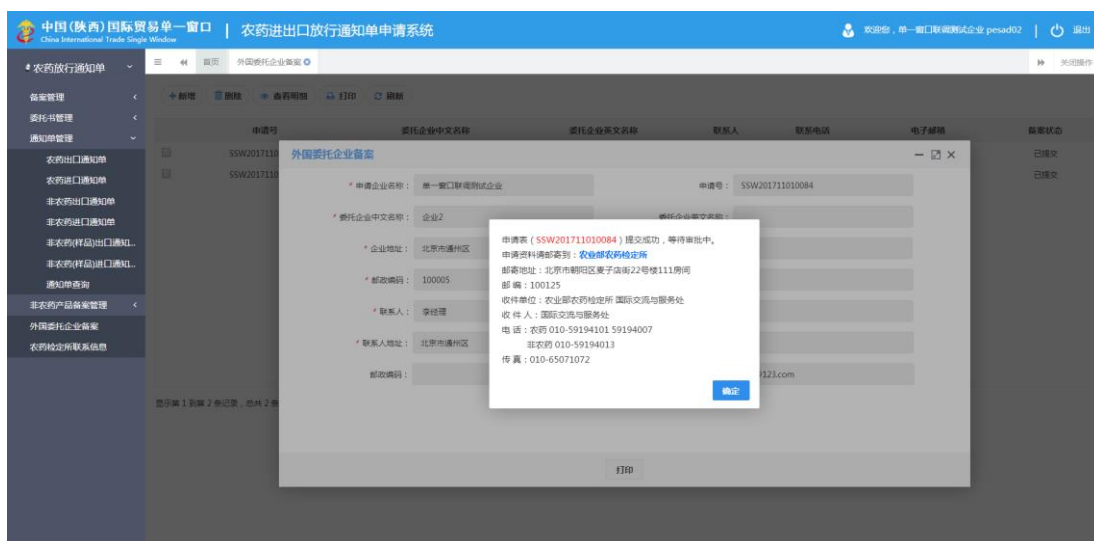 中国(陕西)国际贸易单一窗口
China International Trade Single Window
农药进出口放行通知单申请系统
欢迎您，单一窗口联调测试企业 pesad02
退出
农药放行通知单
首页
外国委托企业备案
关闭操作
备案管理
委托书管理
通知单管理
农药出口通知单
农药进口通知单
非农药出口通知单
非农药进口通知单
非农药(样品)出口通知...
非农药(样品)进口通知...
通知单查询
非农药产品备案管理
外国委托企业备案
农药检定所联系信息
新增
删除
查看明细
打印
刷新
申请号
委托企业中文名称
委托企业英文名称
联系人
联系电话
电子邮箱
备案状态
SSW2017110
已提交
SSW2017110
已提交
显示第 1 到第 2 条记录，总共 2 条
外国委托企业备案
* 申请企业名称：
单一窗口联调测试企业
申请号：
SSW201711010084
* 委托企业中文名称：
企业2
委托企业英文名称：
* 企业地址：
北京市通州区
* 邮政编码：
100005
* 联系人：
李经理
* 联系人地址：
北京市通州区
邮政编码：
123.com
申请表 ( SSW201711010084 ) 提交成功，等待审批中。
申请资料请邮寄到：农业部农药检定所
邮寄地址：北京市朝阳区麦子店街22号楼111房间
邮 编：100125
收件单位：农业部农药检定所 国际交流与服务处
收 件 人：国际交流与服务处
电 话：农药 010-59194101 59194007
非农药 010-59194013
传 真：010-65071072
确定
打印